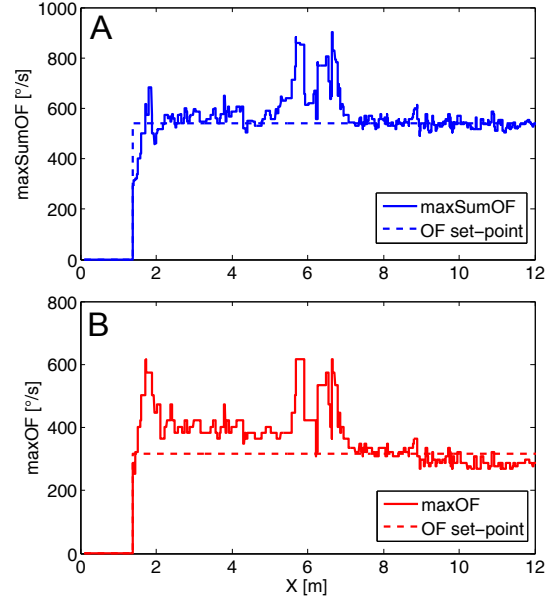 A
1000
800
600
400
200
0
maxSumOF [°/s]
0 2 4 6 8 10 12
maxSumOF
OF set-point
B
800
600
400
200
0
maxOF [°/s]
0 2 4 6 8 10 12
X [m]
maxOF
OF set-point